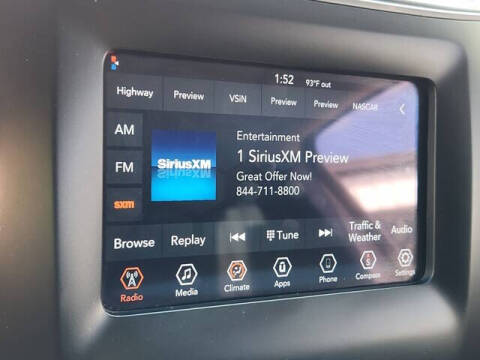 1:52 93°F out
Highway Preview VSiN Preview Preview NASCAR
AM
FM
sxm
SiriusXM
Entertainment
1 SiriusXM Preview
Great Offer Now!
844-711-8800
Browse Replay Tune Traffic & Weather Audio
Radio Media Climate Apps Phone Compass Settings